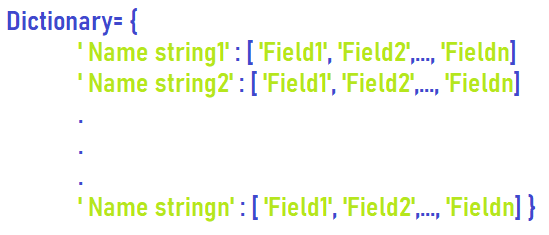 Dictionary= {
' Name string1' : [ 'Field1', 'Field2',..., 'Fieldn]
' Name string2' : [ 'Field1', 'Field2',..., 'Fieldn]
.
.
.
' Name stringn' : [ 'Field1', 'Field2',..., 'Fieldn] }